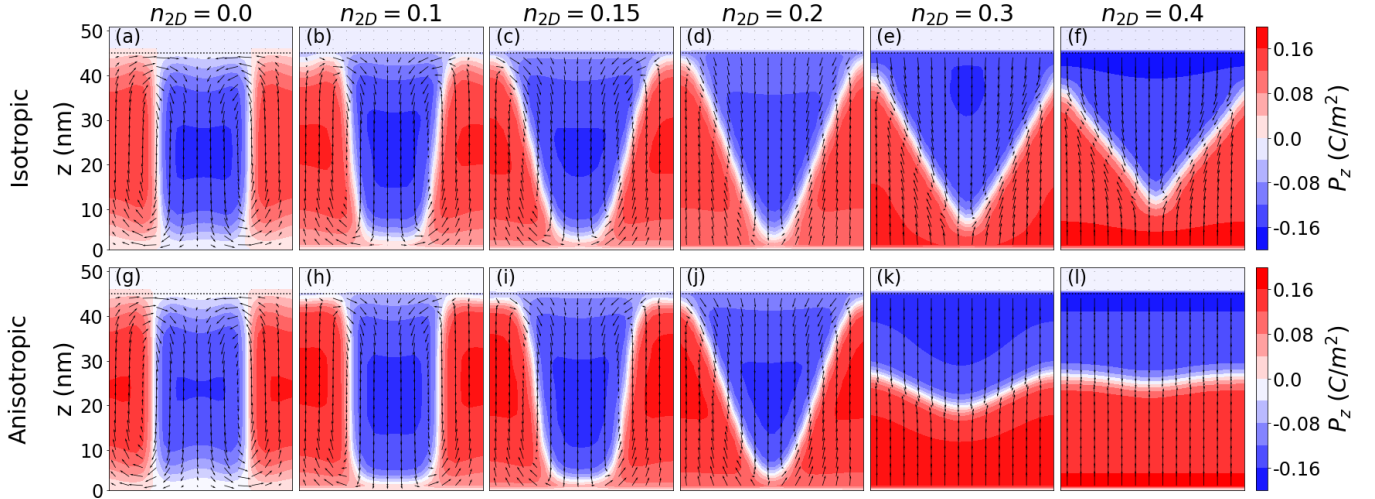 n2D = 0.0 n2D = 0.1 n2D = 0.15 n2D = 0.2 n2D = 0.3 n2D = 0.4
Isotropic
z (nm)
50
40
30
20
10
0
(a) (b) (c) (d) (e) (f)
0.16
0.08
0.0
-0.08
-0.16
Pz (C/m²)
Anisotropic
z (nm)
50
40
30
20
10
0
(g) (h) (i) (j) (k) (l)
0.16
0.08
0.0
-0.08
-0.16
Pz (C/m²)